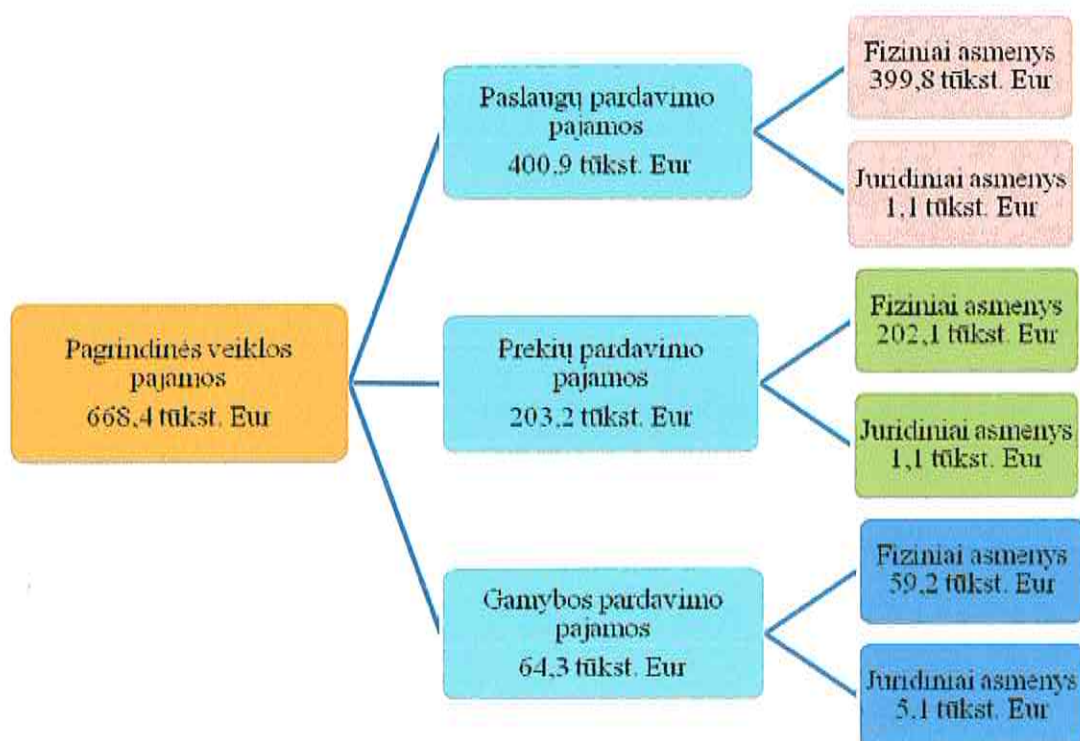 Pagrindinės veiklos
pajamos
668,4 tūkst. Eur
Paslaugų pardavimo
pajamos
400,9 tūkst. Eur
Fiziniai asmenys
399,8 tūkst. Eur
Juridiniai asmenys
1,1 tūkst. Eur
Prekių pardavimo
pajamos
203,2 tūkst. Eur
Fiziniai asmenys
202,1 tūkst. Eur
Juridiniai asmenys
1,1 tūkst. Eur
Gamybos pardavimo
pajamos
64,3 tūkst. Eur
Fiziniai asmenys
59,2 tūkst. Eur
Juridiniai asmenys
5,1 tūkst. Eur